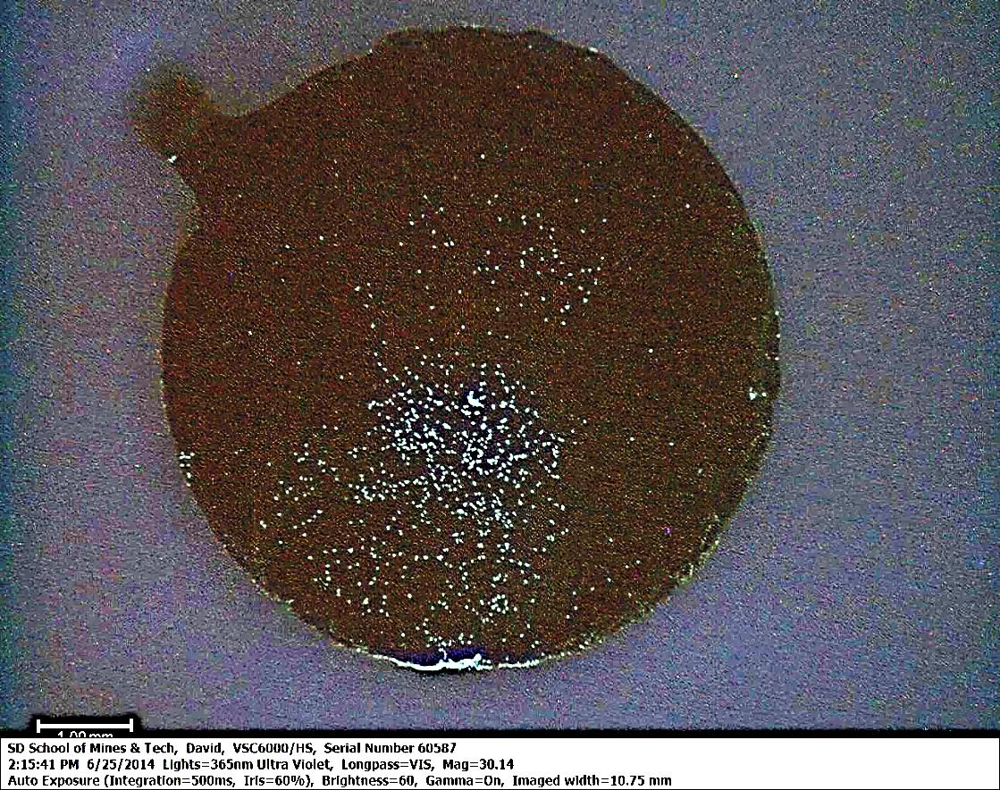 1.00 mm
SD School of Mines & Tech, David, VSC6000/HS, Serial Number 60587
2:15:41 PM 6/25/2014 Lights=365nm Ultra Violet, Longpass=VIS, Mag=30.14
Auto Exposure (Integration=500ms, Iris=60%), Brightness=60, Gamma=On, Imaged width=10.75 mm